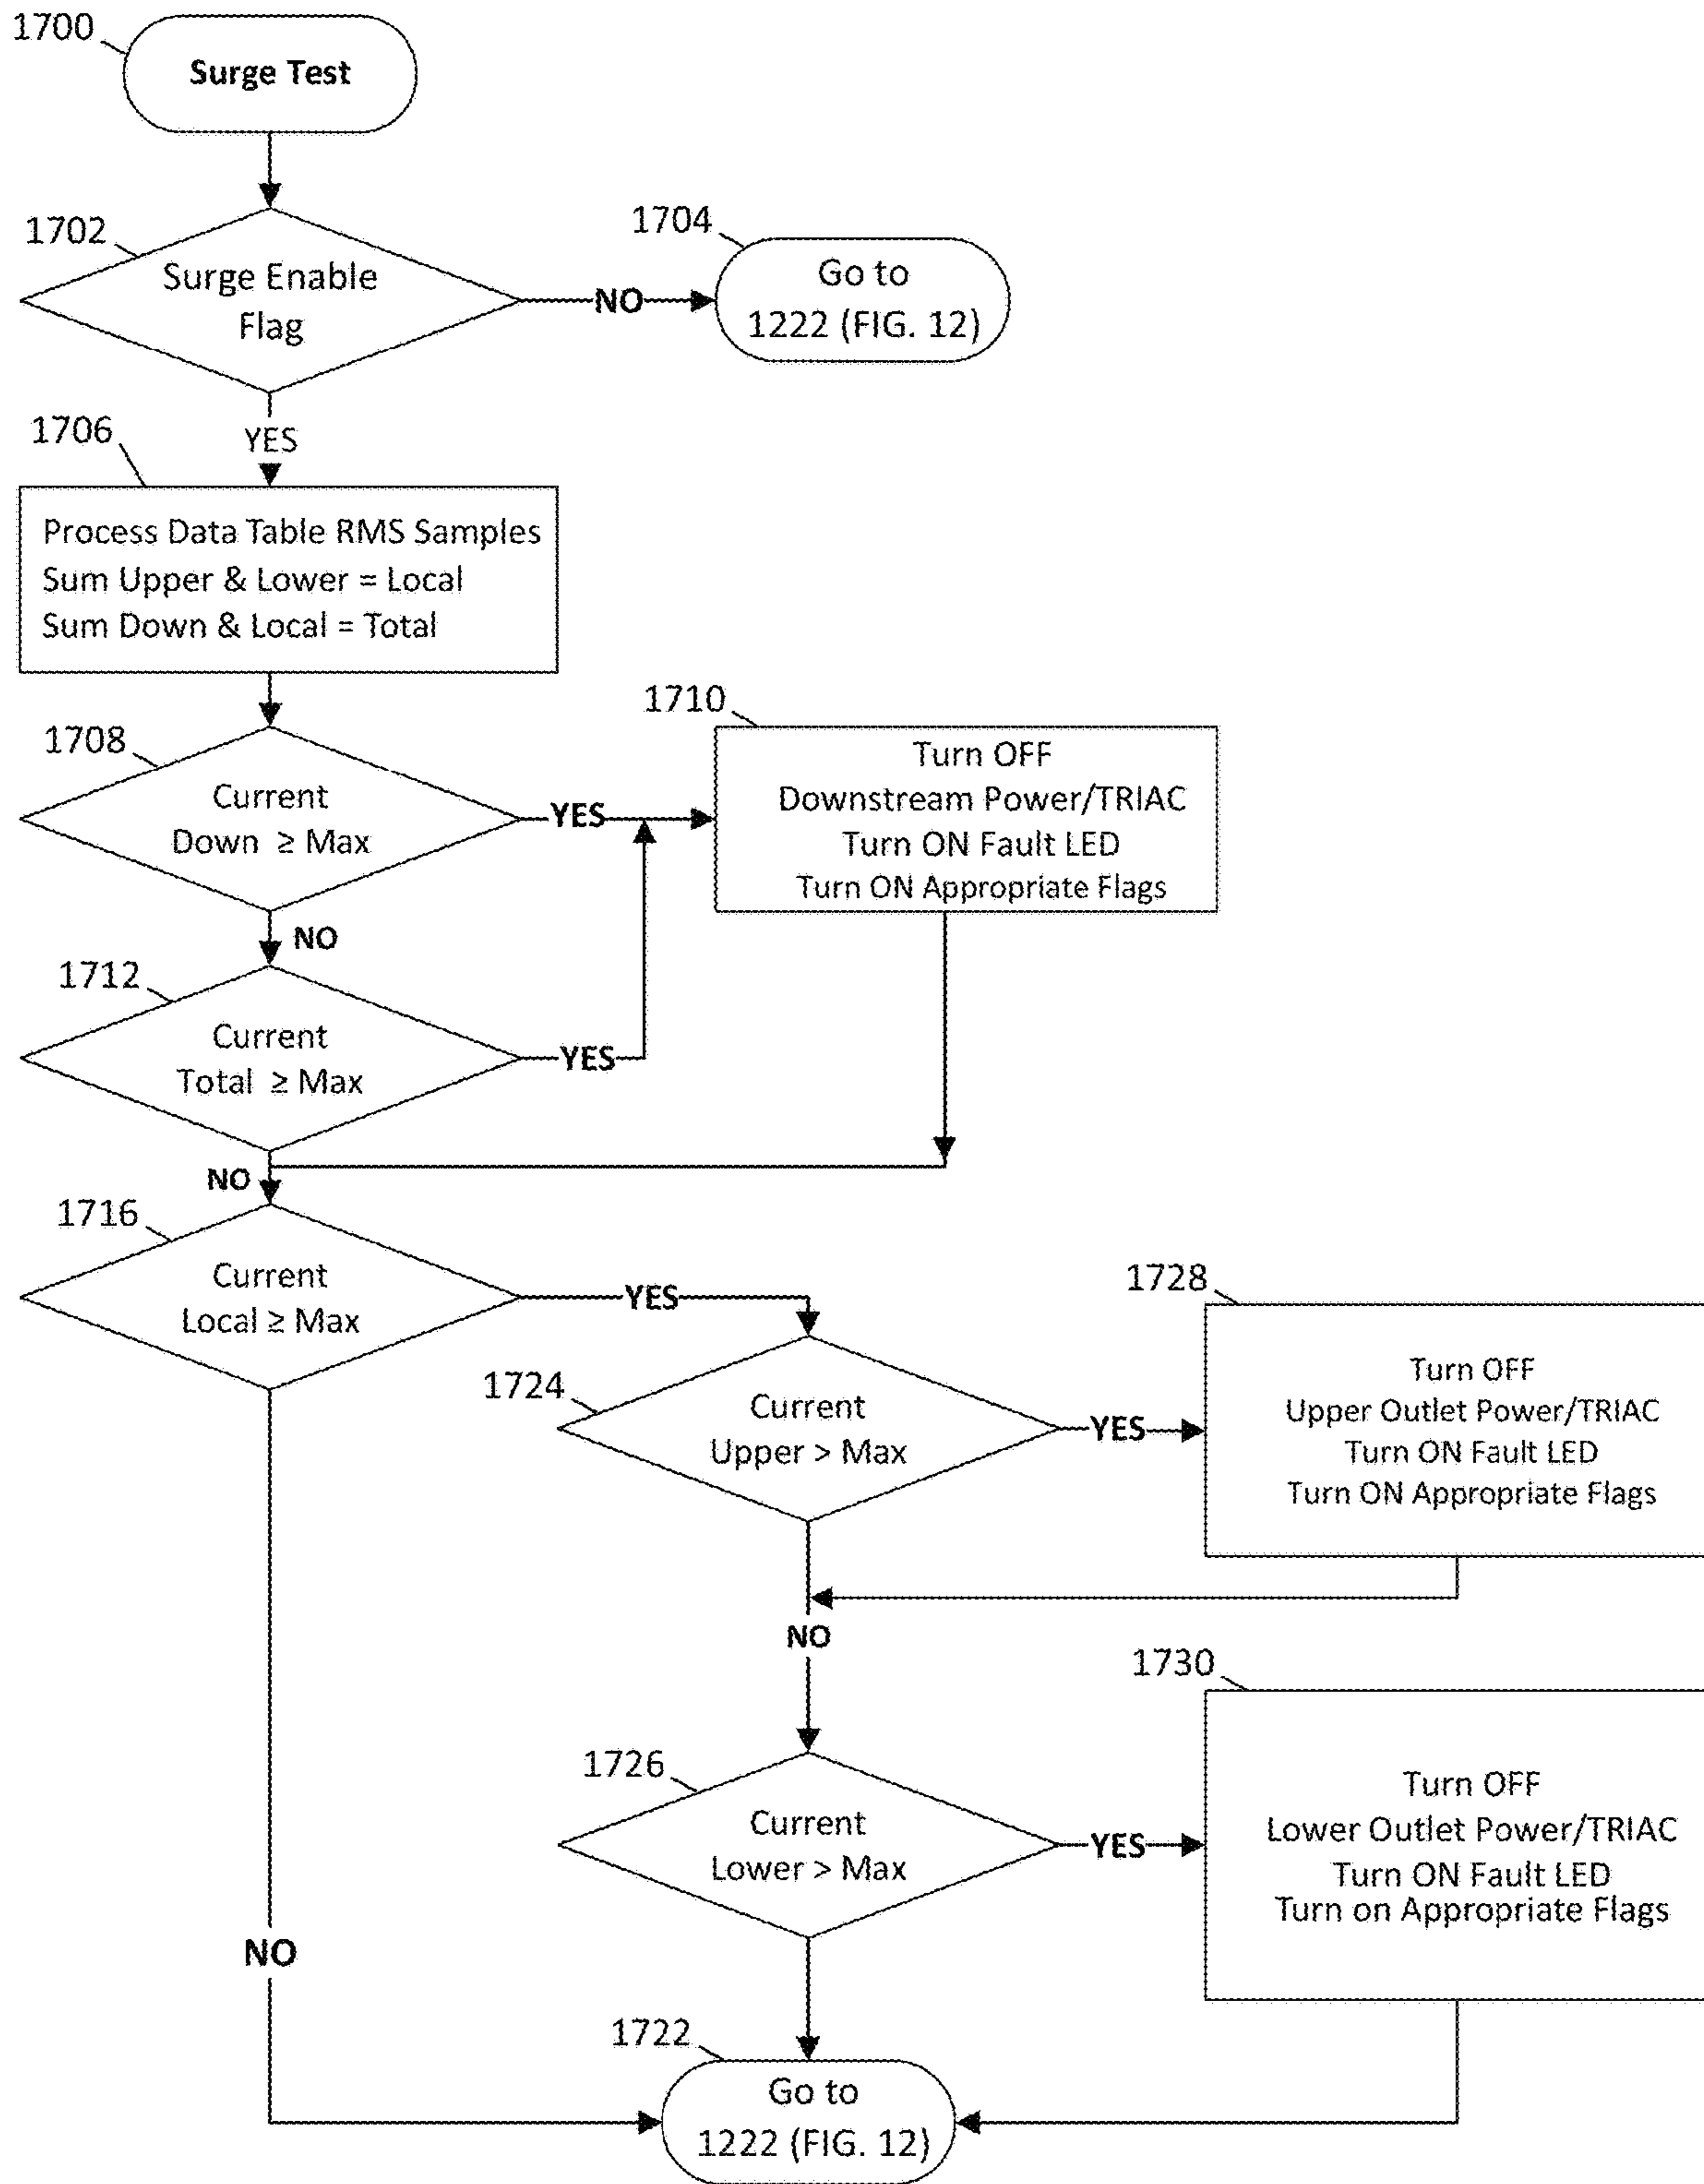 1700
Surge Test
1702
Surge Enable
Flag
NO
1704
Go to
1222 (FIG. 12)
YES
1706
Process Data Table RMS Samples
Sum Upper & Lower = Local
Sum Down & Local = Total
1708
Current
Down ≥ Max
YES
1710
Turn OFF
Downstream Power/TRIAC
Turn ON Fault LED
Turn ON Appropriate Flags
NO
1712
Current
Total ≥ Max
YES
NO
1716
Current
Local ≥ Max
YES
1724
Current
Upper > Max
YES
1728
Turn OFF
Upper Outlet Power/TRIAC
Turn ON Fault LED
Turn ON Appropriate Flags
NO
1726
Current
Lower > Max
YES
1730
Turn OFF
Lower Outlet Power/TRIAC
Turn ON Fault LED
Turn on Appropriate Flags
NO
1722
Go to
1222 (FIG. 12)